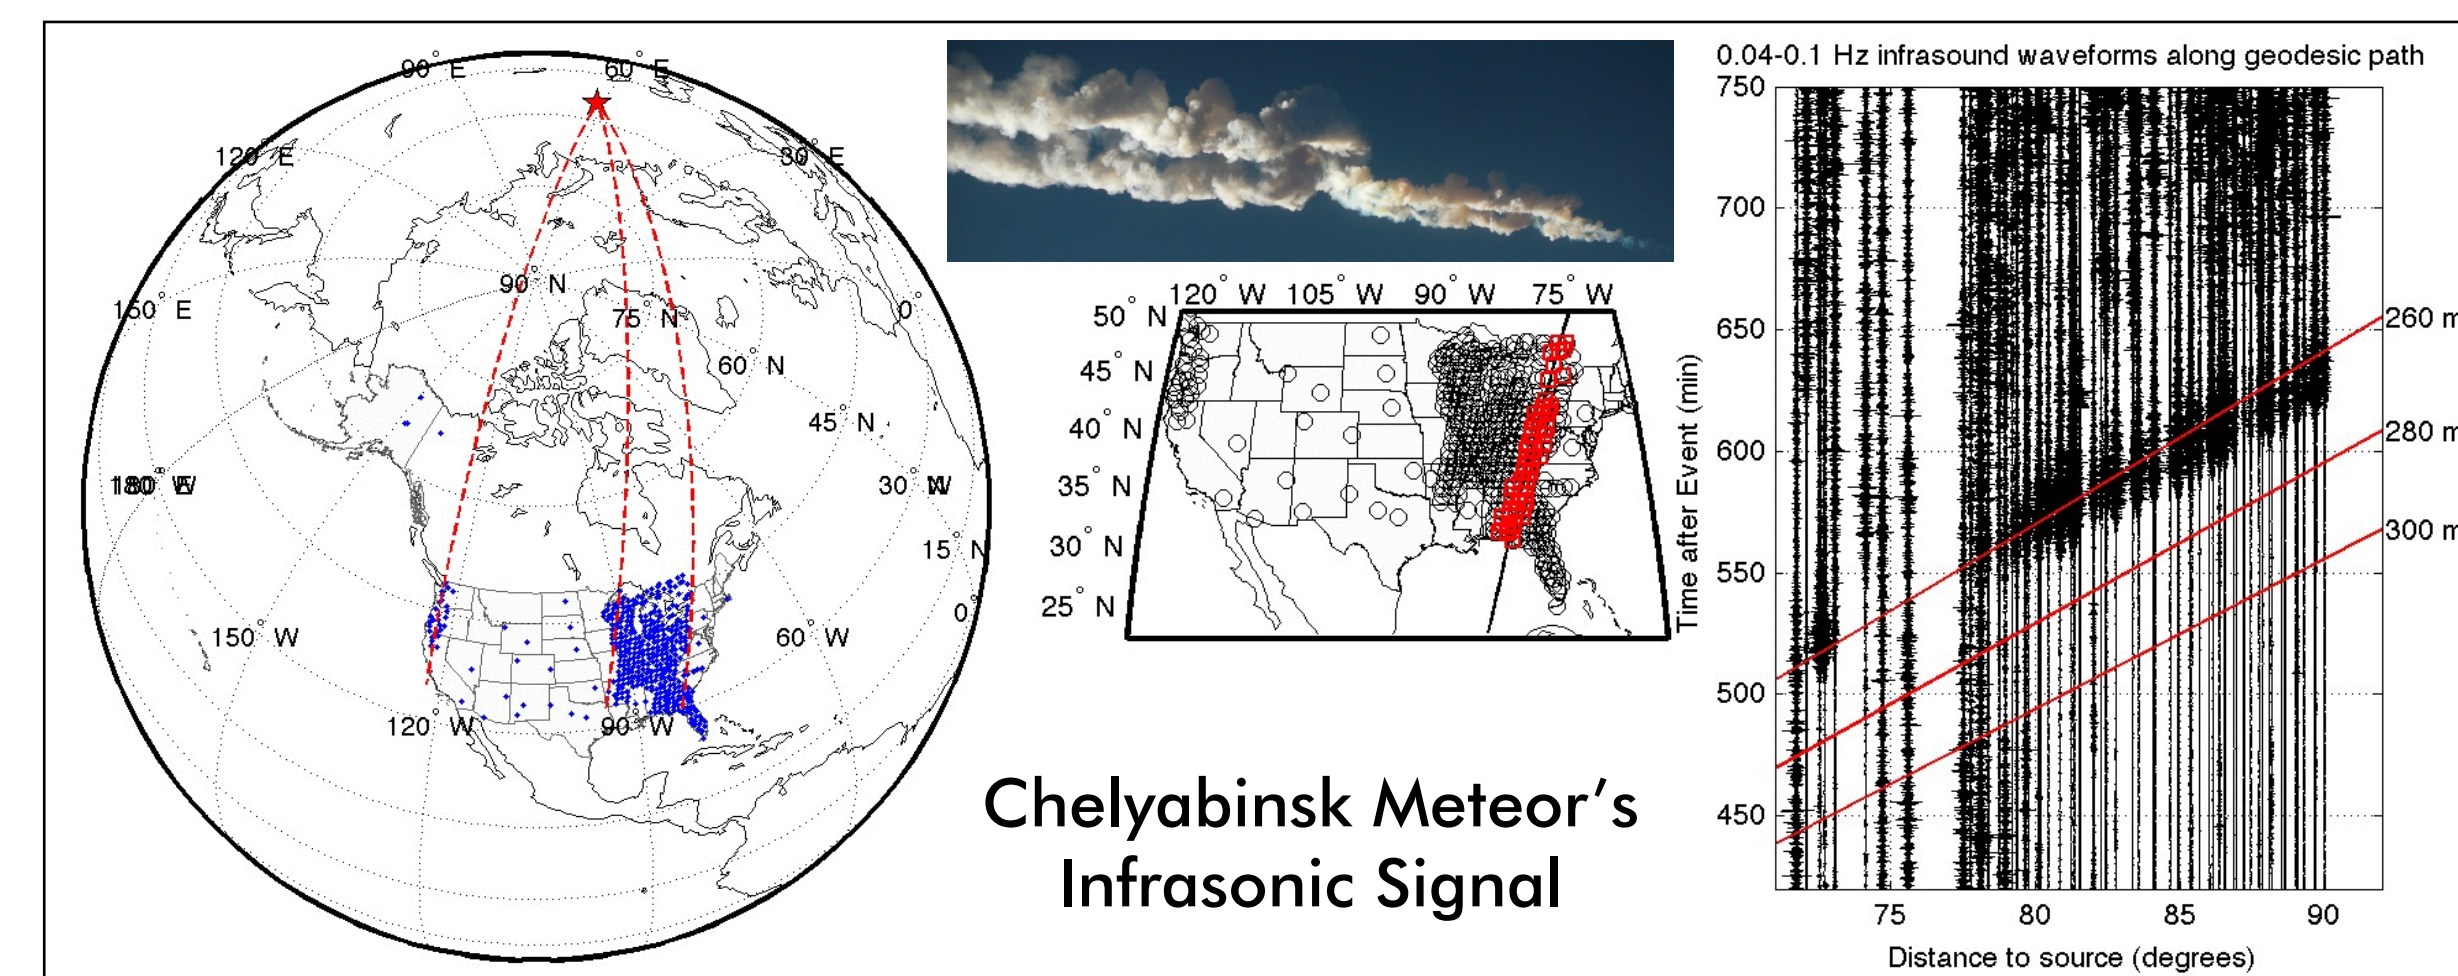 90° E
60° E
120° E
30° E
150° E
90° N
0°
75° N
60° N
45° N
30° N
15° N
0°
150° W
60° W
120° W
90° W
120° W 105° W 90° W 75° W
50° N
45° N
40° N
35° N
30° N
25° N
Chelyabinsk Meteor's
Infrasonic Signal
0.04-0.1 Hz infrasound waveforms along geodesic path
750
700
650
600
550
500
450
Time after Event (min)
260 m
280 m
300 m
75 80 85 90
Distance to source (degrees)